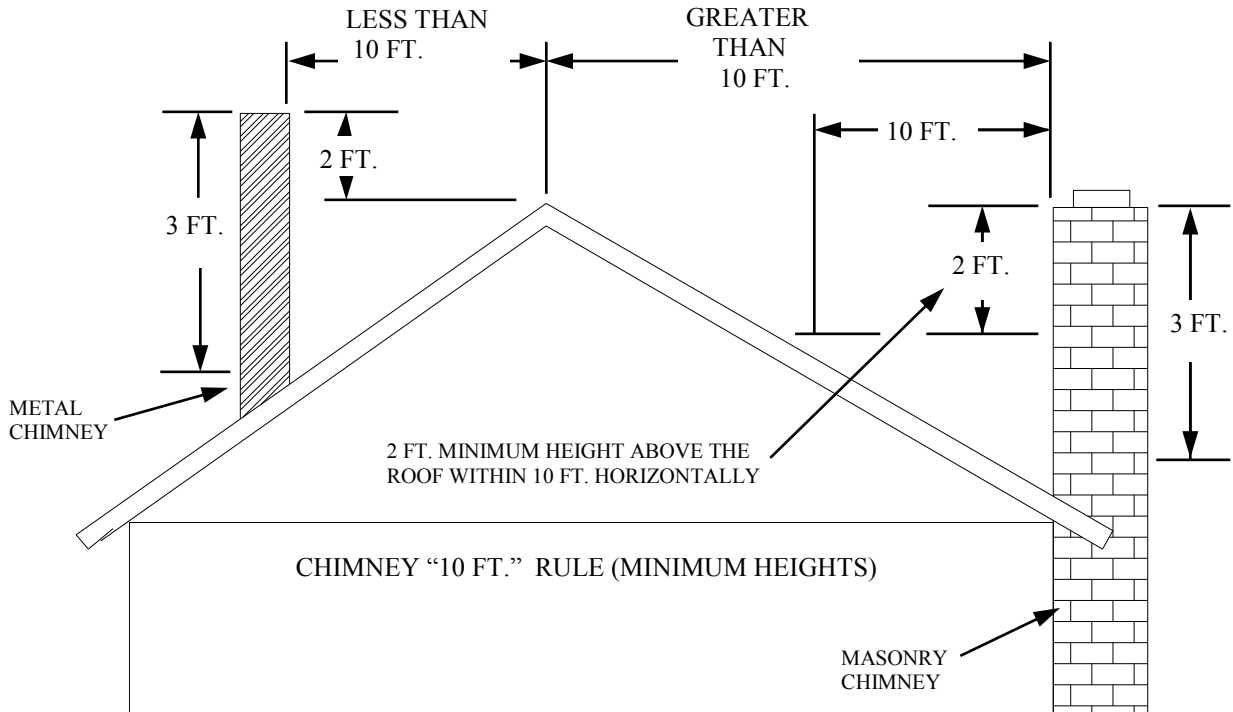 LESS THAN
10 FT.
GREATER
THAN
10 FT.
10 FT.
2 FT.
3 FT.
2 FT.
3 FT.
METAL
CHIMNEY
2 FT. MINIMUM HEIGHT ABOVE THE
ROOF WITHIN 10 FT. HORIZONTALLY
CHIMNEY “10 FT.” RULE (MINIMUM HEIGHTS)
MASONRY
CHIMNEY